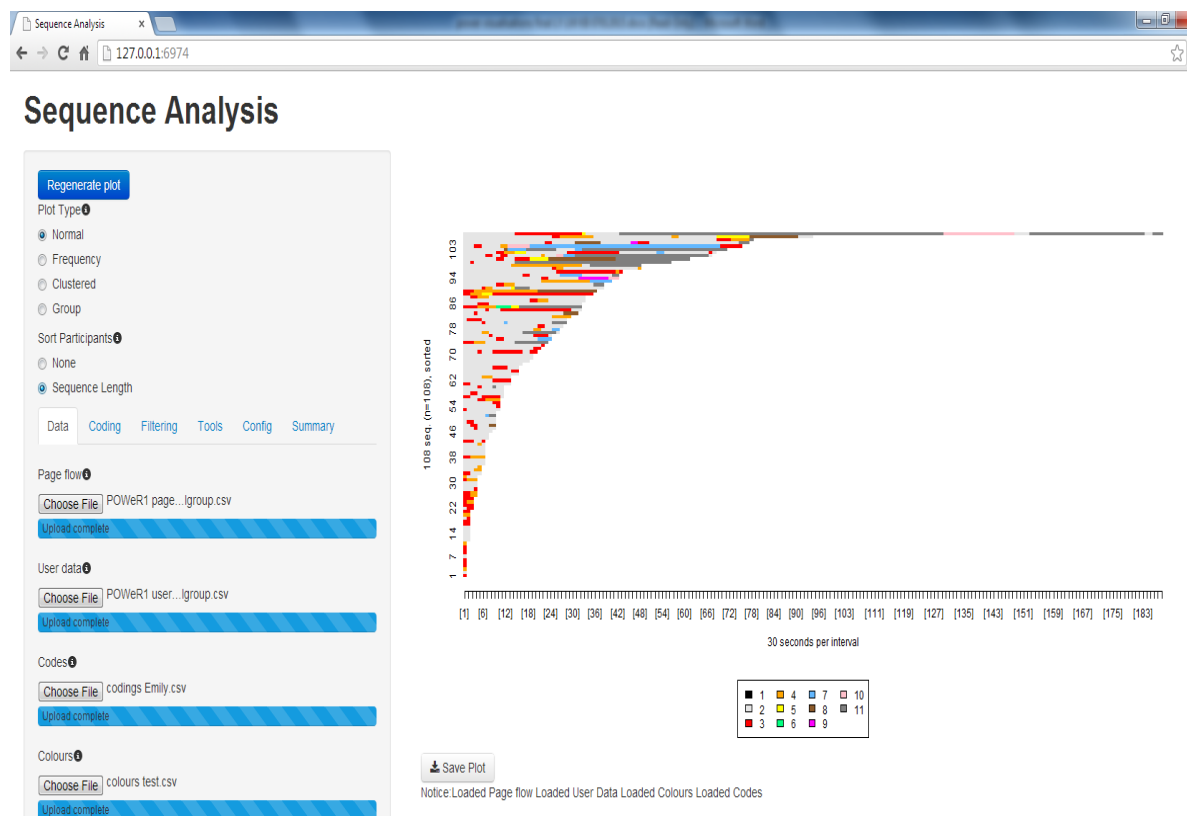 Sequence Analysis x
127.0.0.1:6974
Sequence Analysis
Regenerate plot
Plot Type
Normal
Frequency
Clustered
Group
Sort Participants
None
Sequence Length
Data Coding Filtering Tools Config Summary
Page flow
Choose File POWeR1 page...lgroup.csv
Upload complete
User data
Choose File POWeR1 user...lgroup.csv
Upload complete
Codes
Choose File codings Emily.csv
Upload complete
Colours
Choose File colours test.csv
Upload complete
108 seq. (n=108), sorted
103
94
86
78
70
62
54
46
38
30
22
14
7
1
[1] [6] [12] [18] [24] [30] [36] [42] [48] [54] [60] [66] [72] [78] [84] [90] [96] [103] [111] [119] [127] [135] [143] [151] [159] [167] [175] [183]
30 seconds per interval
1 4 7 10
2 5 8 11
3 6 9
Save Plot
Notice:Loaded Page flow Loaded User Data Loaded Colours Loaded Codes